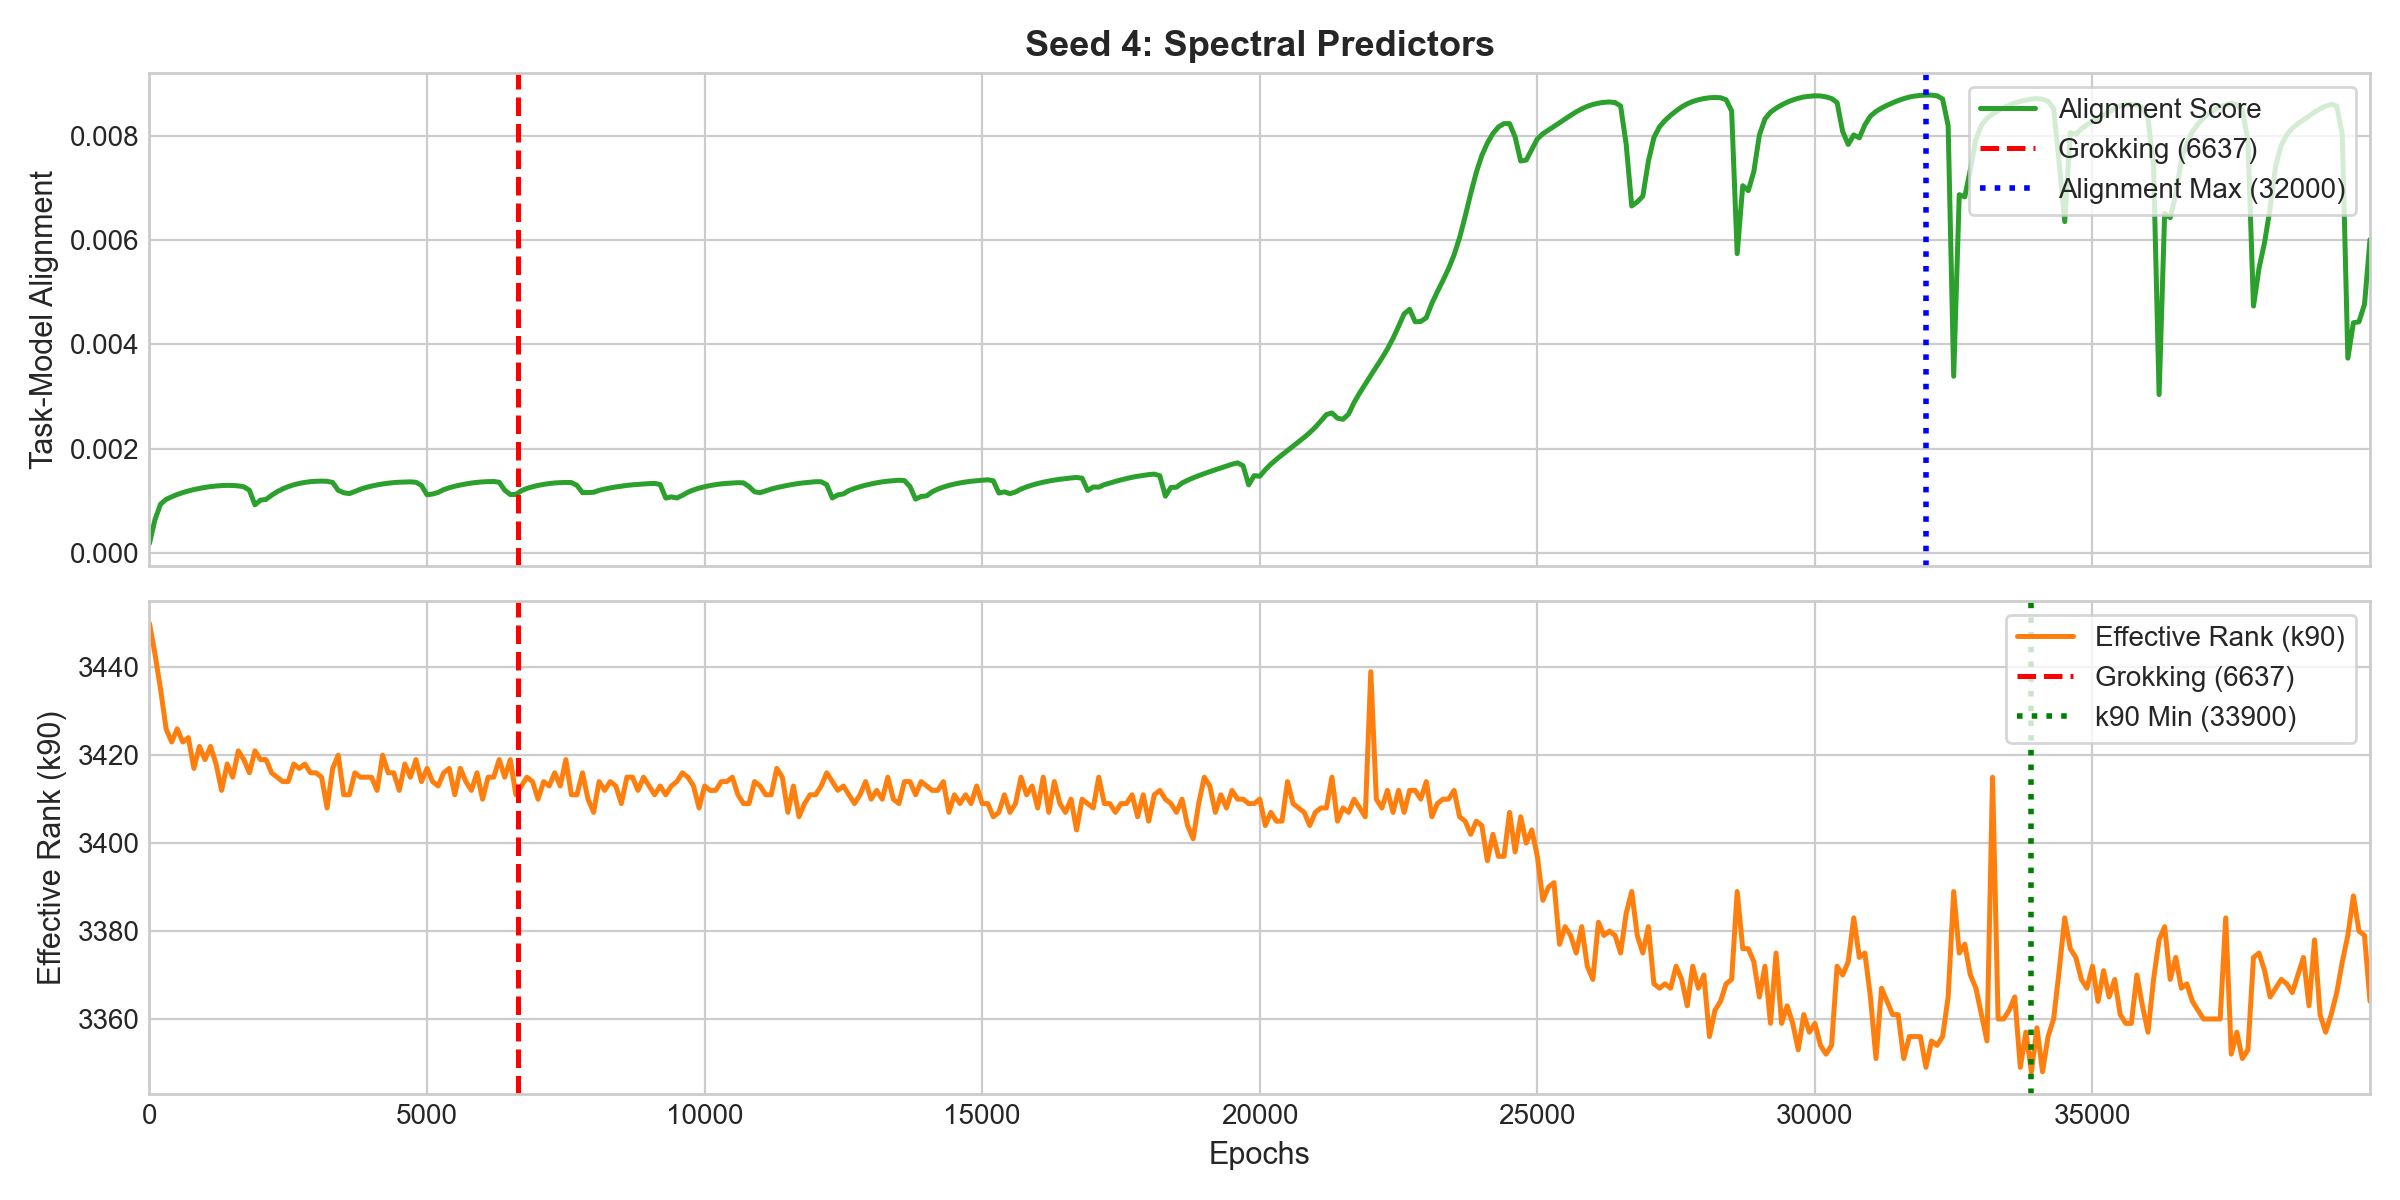 Seed 4: Spectral Predictors
Task-Model Alignment
0.008
0.006
0.004
0.002
0.000
Alignment Score
Grokking (6637)
Alignment Max (32000)
Effective Rank (k90)
3440
3420
3400
3380
3360
Effective Rank (k90)
Grokking (6637)
k90 Min (33900)
0 5000 10000 15000 20000 25000 30000 35000
Epochs